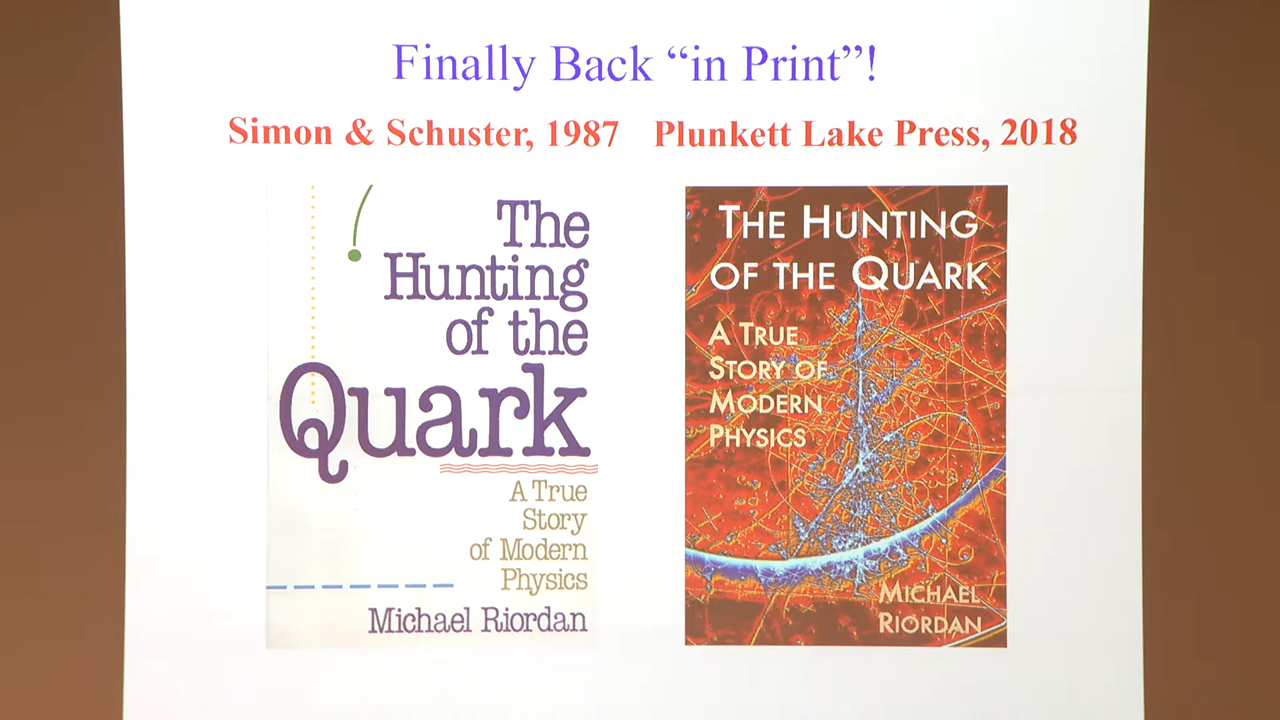 Finally Back “in Print”!
Simon & Schuster, 1987 Plunkett Lake Press, 2018
The
Hunting
of the
Quark
A True
Story
of Modern
Physics
Michael Riordan
THE HUNTING
OF THE QUARK
A TRUE
STORY OF
MODERN
PHYSICS
MICHAEL
RIORDAN